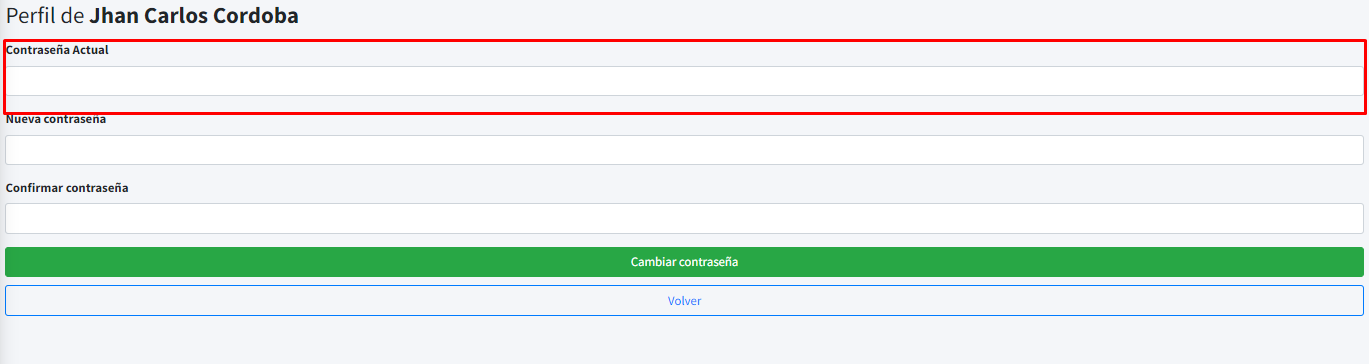 Perfil de Jhan Carlos Cordoba
Contraseña Actual
Nueva contraseña
Confirmar contraseña
Cambiar contraseña
Volver